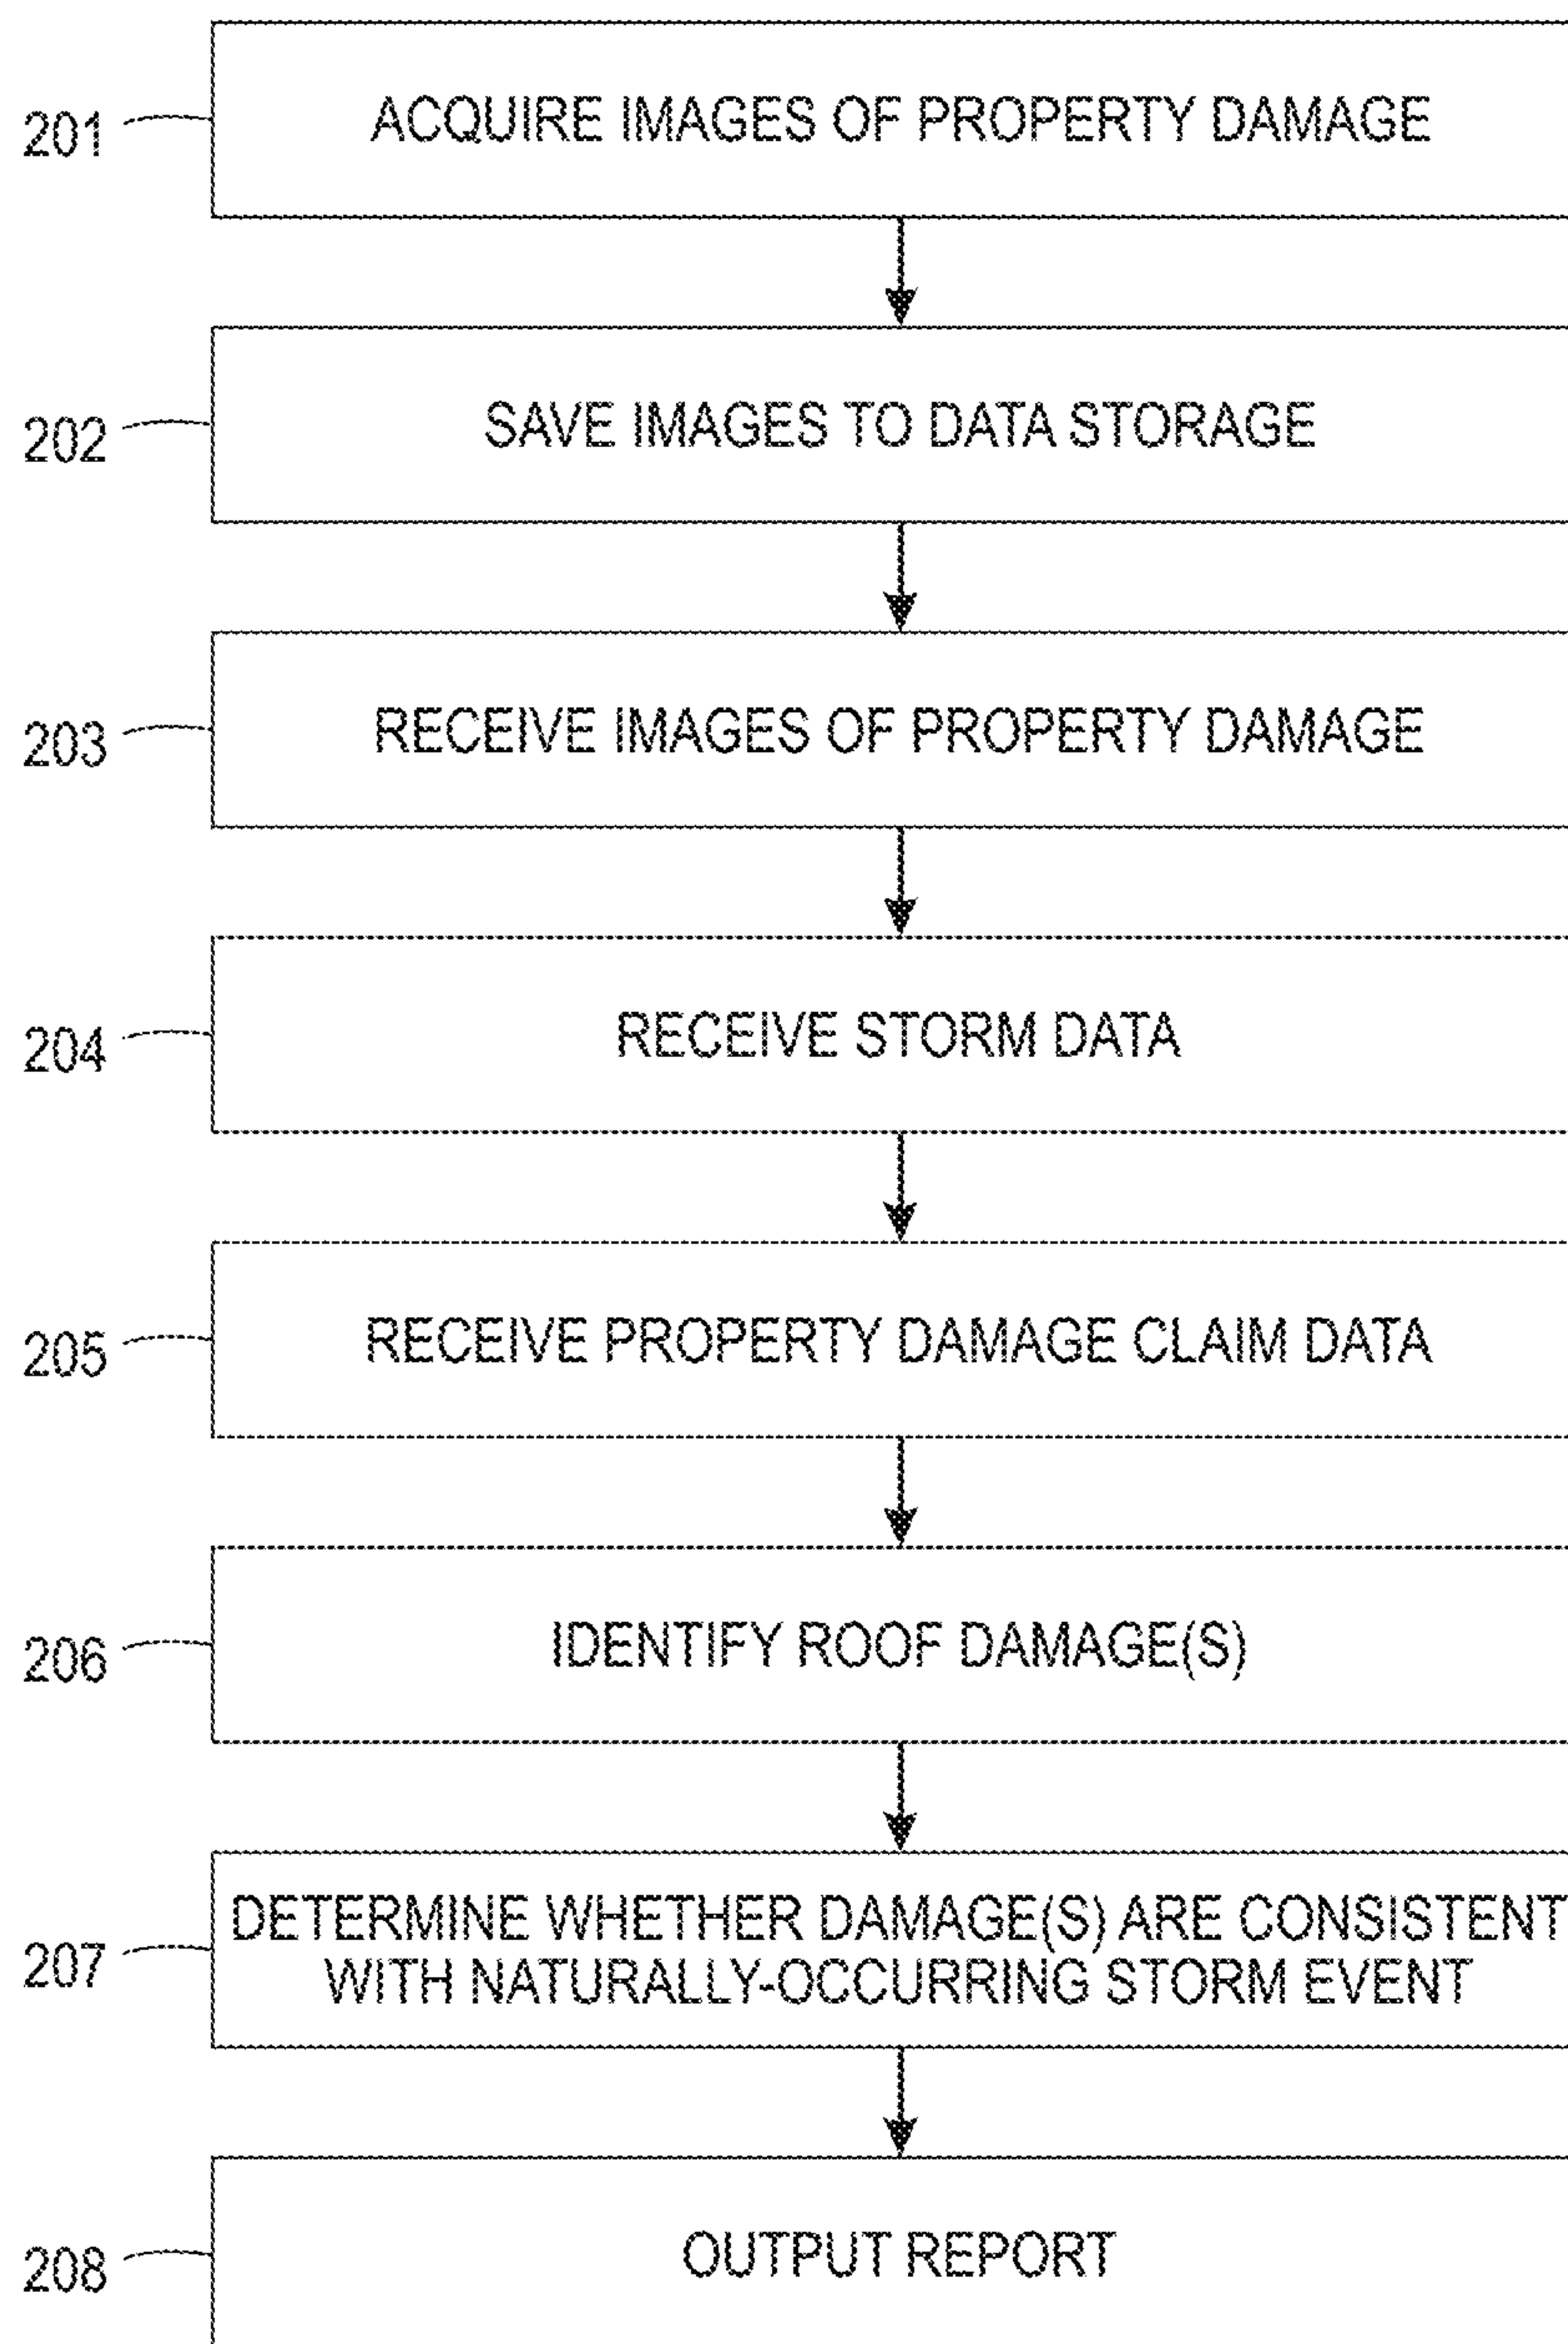 201
ACQUIRE IMAGES OF PROPERTY DAMAGE
202
SAVE IMAGES TO DATA STORAGE
203
RECEIVE IMAGES OF PROPERTY DAMAGE
204
RECEIVE STORM DATA
205
RECEIVE PROPERTY DAMAGE CLAIM DATA
206
IDENTIFY ROOF DAMAGE(S)
207
DETERMINE WHETHER DAMAGE(S) ARE CONSISTENT
WITH NATURALLY-OCCURRING STORM EVENT
208
OUTPUT REPORT